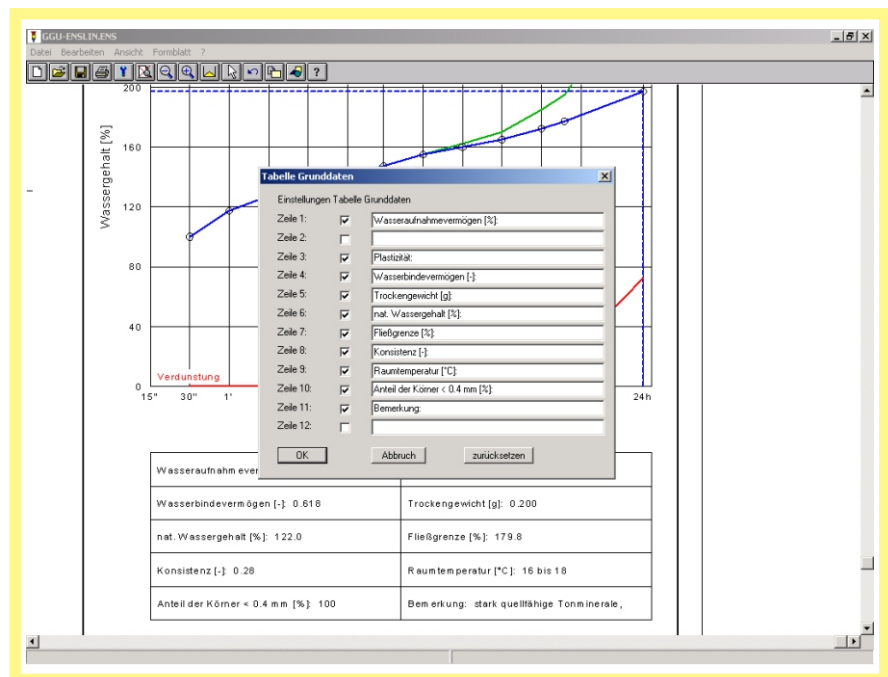 GGU-ENSLIN.ENS
Datei Bearbeiten Ansicht Formblatt ?
?
200
160
120
80
40
0
Wassergehalt [%]
Verdunstung
15" 30" 1' 24h
Tabelle Grunddaten
Einstellungen Tabelle Grunddaten
Zeile 1: Wasseraufnahmevermögen [%]:
Zeile 2:
Zeile 3: Plastizität:
Zeile 4: Wasserbindevermögen [-]:
Zeile 5: Trockengewicht [g]:
Zeile 6: nat. Wassergehalt [%]:
Zeile 7: Fließgrenze [%]:
Zeile 8: Konsistenz [-]:
Zeile 9: Raumtemperatur [°C]:
Zeile 10: Anteil der Körner < 0.4 mm [%]:
Zeile 11: Bemerkung:
Zeile 12:
OK Abbruch zurücksetzen
Wasseraufnahmever
Wasserbindevermögen [-]: 0.618 Trockengewicht [g]: 0.200
nat. Wassergehalt [%]: 122.0 Fließgrenze [%]: 179.8
Konsistenz [-]: 0.28 Raumtemperatur [°C]: 16 bis 18
Anteil der Körner < 0.4 mm [%]: 100 Bemerkung: stark quellfähige Tonminerale,